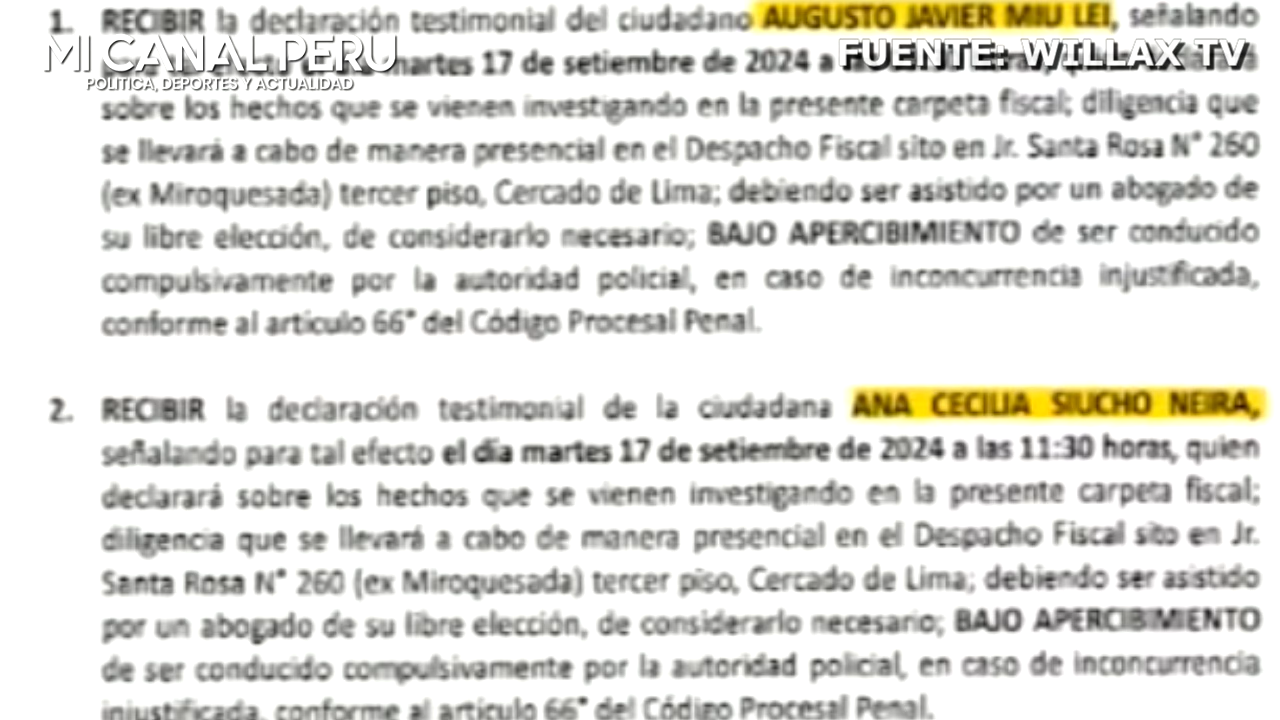 1. RECIBIR la declaración testimonial del ciudadano AUGUSTO JAVIER MIU LEI, señalando
MI CANAL PERU
POLÍTICA, DEPORTES Y ACTUALIDAD
FUENTE: WILLAX TV
martes 17 de setiembre de 2024 a
sobre los hechos que se vienen investigando en la presente carpeta fiscal; diligencia que
se llevará a cabo de manera presencial en el Despacho Fiscal sito en Jr. Santa Rosa N° 260
(ex Miroquesada) tercer piso, Cercado de Lima; debiendo ser asistido por un abogado de
su libre elección, de considerarlo necesario; BAJO APERCIBIMIENTO de ser conducido
compulsivamente por la autoridad policial, en caso de inconcurrencia injustificada,
conforme al artículo 66° del Código Procesal Penal.
2. RECIBIR la declaración testimonial de la ciudadana ANA CECILIA SIUCHO NEIRA,
señalando para tal efecto el día martes 17 de setiembre de 2024 a las 11:30 horas, quien
declarará sobre los hechos que se vienen investigando en la presente carpeta fiscal;
diligencia que se llevará a cabo de manera presencial en el Despacho Fiscal sito en Jr.
Santa Rosa N° 260 (ex Miroquesada) tercer piso, Cercado de Lima; debiendo ser asistido
por un abogado de su libre elección, de considerarlo necesario; BAJO APERCIBIMIENTO
de ser conducido compulsivamente por la autoridad policial, en caso de inconcurrencia
injustificada, conforme al artículo 66° del Código Procesal Penal.